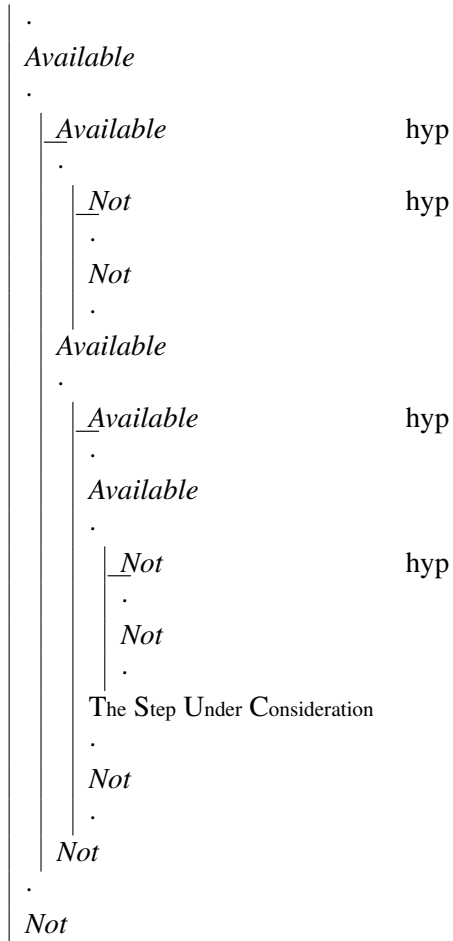 .
Available
.
Available hyp
.
Not hyp
.
Not
.
Available
.
Available hyp
.
Available
.
Not hyp
.
Not
.
The Step Under Consideration
.
Not
.
Not
.
Not